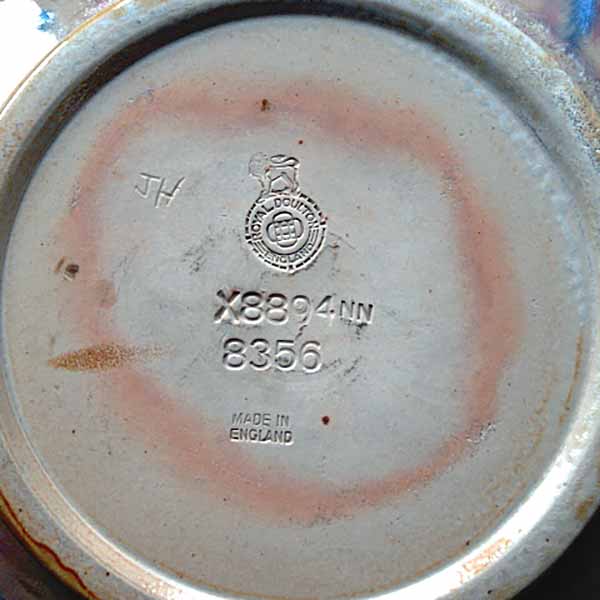 JH
ROYAL DOULTON
ENGLAND
X8894NN
8356
MADE IN
ENGLAND